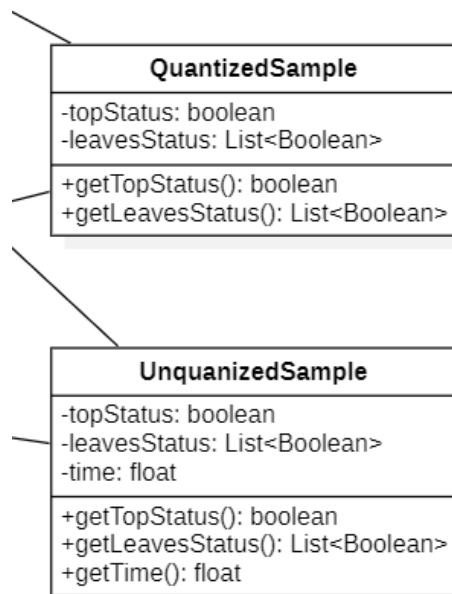 QuantizedSample
-topStatus: boolean
-leavesStatus: List<Boolean>
+getTopStatus(): boolean
+getLeavesStatus(): List<Boolean>
UnquanizedSample
-topStatus: boolean
-leavesStatus: List<Boolean>
-time: float
+getTopStatus(): boolean
+getLeavesStatus(): List<Boolean>
+getTime(): float